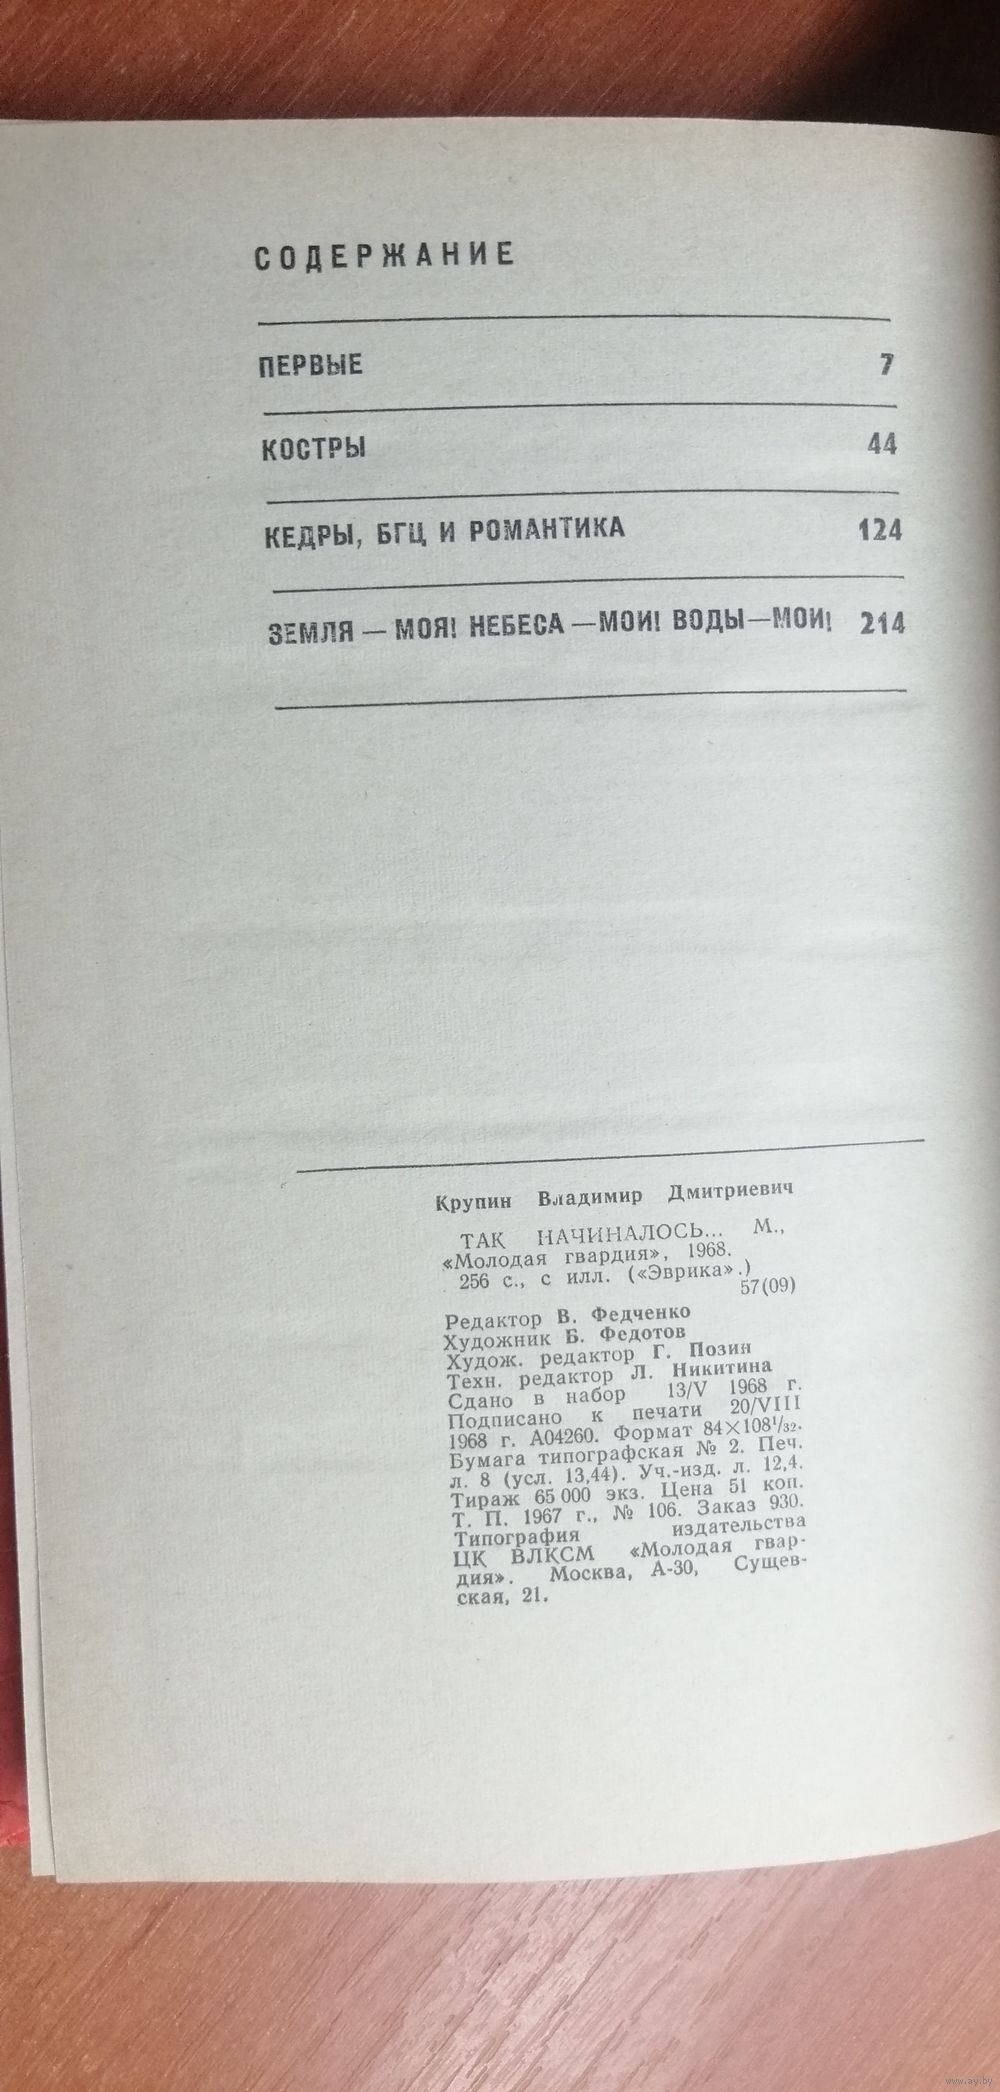 СОДЕРЖАНИЕ
ПЕРВЫЕ 7
КОСТРЫ 44
КЕДРЫ, БГЦ И РОМАНТИКА 124
ЗЕМЛЯ — МОЯ! НЕБЕСА — МОИ! ВОДЫ — МОИ! 214
Крупин Владимир Дмитриевич
ТАК НАЧИНАЛОСЬ... М.,
«Молодая гвардия», 1968.
256 с., с илл. («Эврика».)
57(09)
Редактор В. Федченко
Художник Б. Федотов
Худож. редактор Г. Позин
Техн. редактор Л. Никитина
Сдано в набор 13/V 1968 г.
Подписано к печати 20/VIII
1968 г. А04260. Формат 84×108¹/₃₂.
Бумага типографская № 2. Печ.
л. 8 (усл. 13,44). Уч.-изд. л. 12,4.
Тираж 65 000 экз. Цена 51 коп.
Т. П. 1967 г., № 106. Заказ 930.
Типография издательства
ЦК ВЛКСМ «Молодая гвар-
дия». Москва, А-30, Сущев-
ская, 21.
www.ay.by